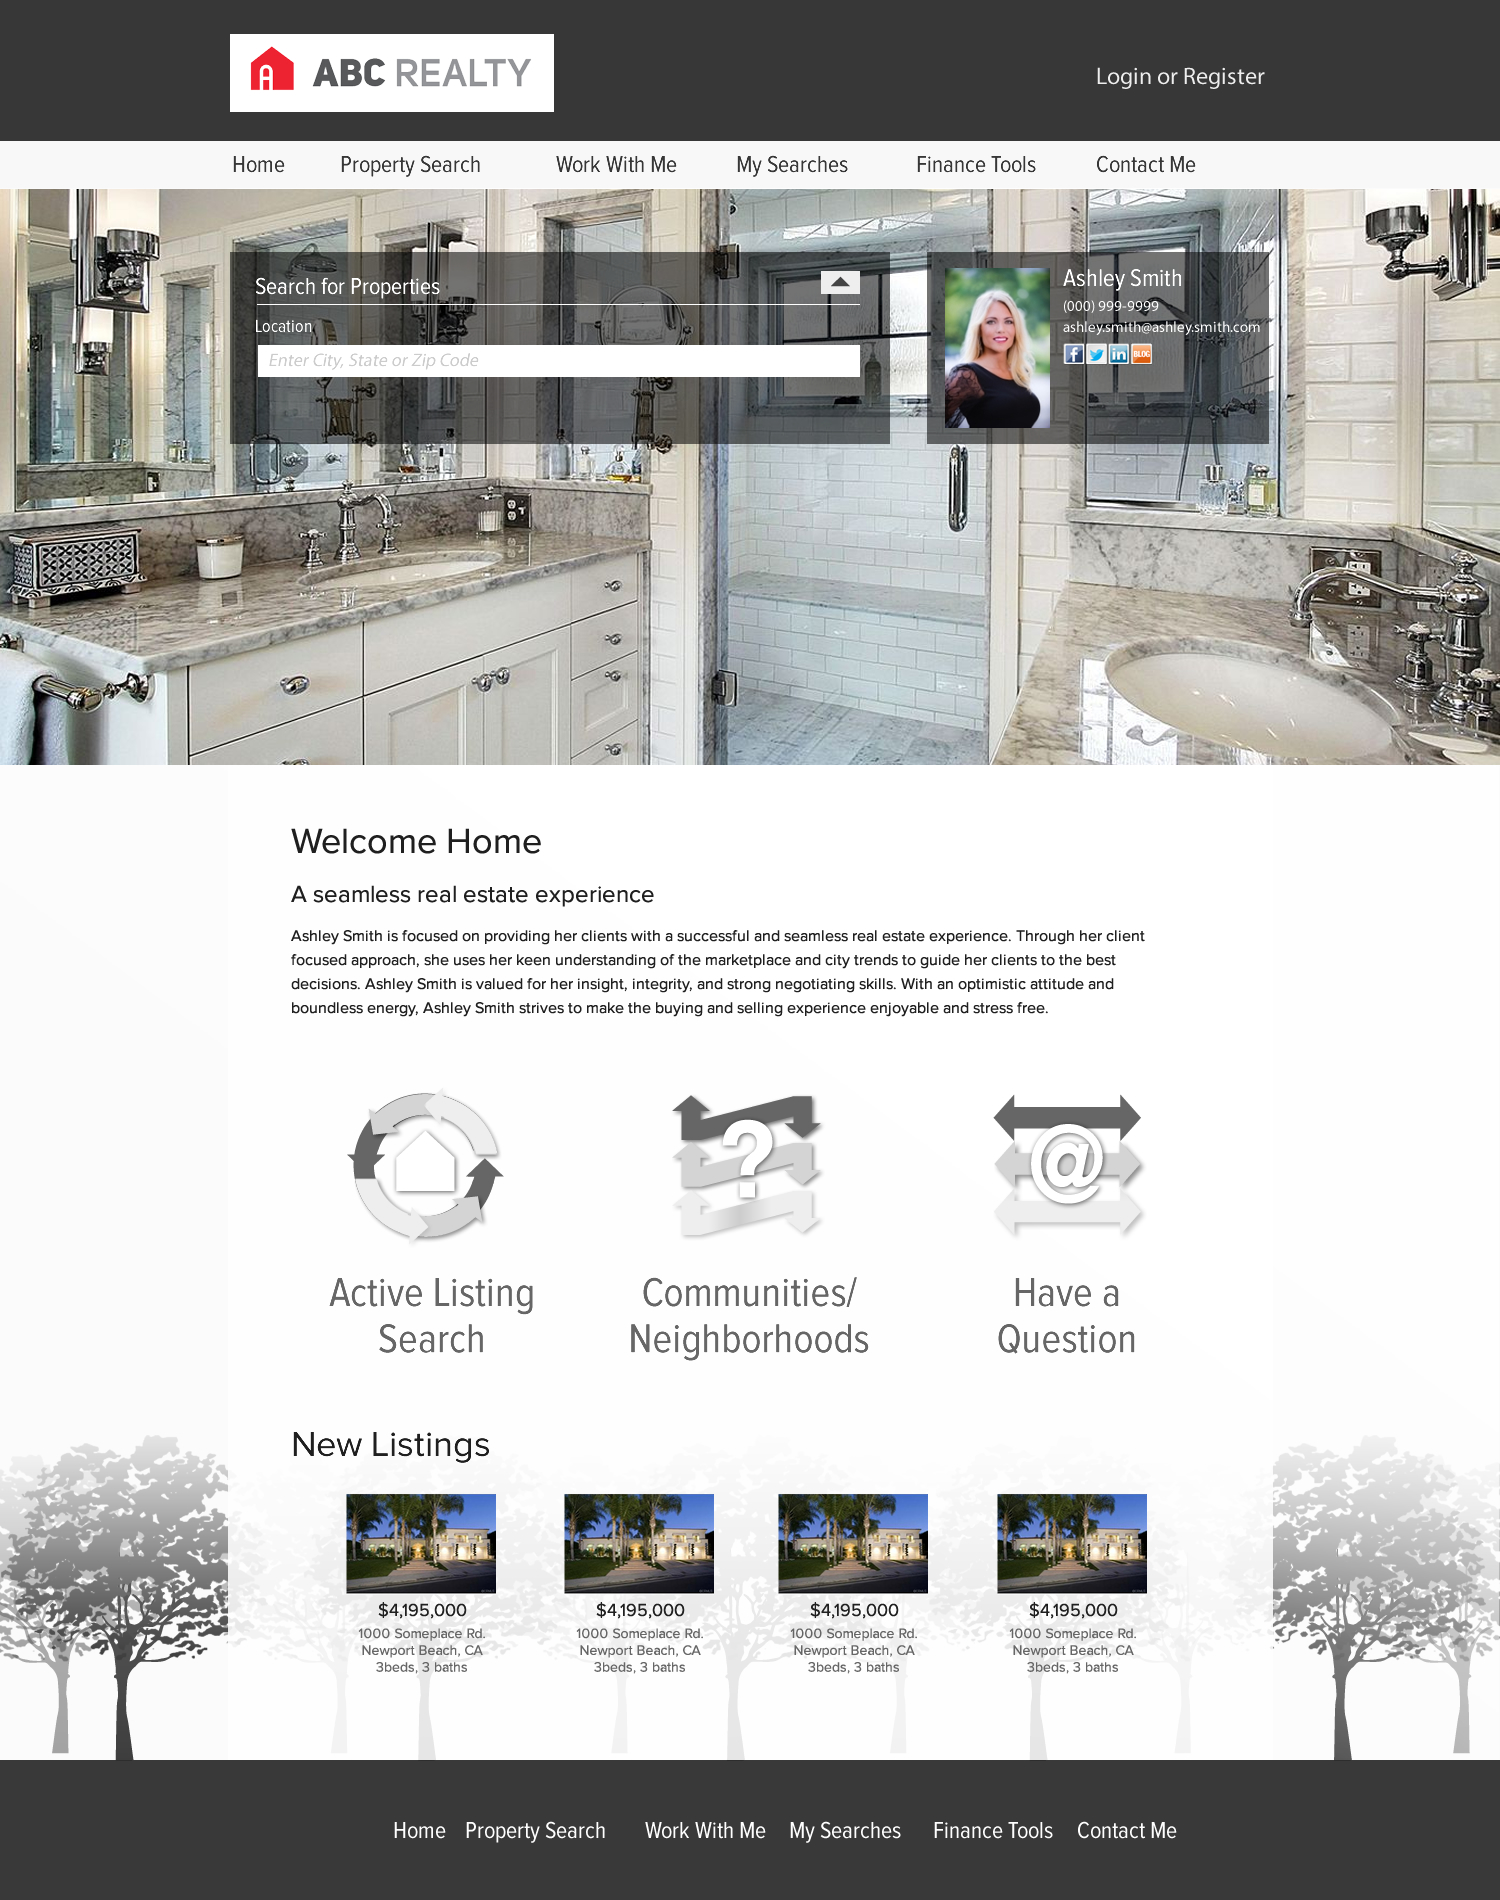 ABC REALTY
Login or Register
Home Property Search Work With Me My Searches Finance Tools Contact Me
Search for Properties
Location
Enter City, State or Zip Code
Ashley Smith
(000) 999-9999
ashley.smith@ashley.smith.com
f in BLOG
Welcome Home
A seamless real estate experience
Ashley Smith is focused on providing her clients with a successful and seamless real estate experience. Through her client
focused approach, she uses her keen understanding of the marketplace and city trends to guide her clients to the best
decisions. Ashley Smith is valued for her insight, integrity, and strong negotiating skills. With an optimistic attitude and
boundless energy, Ashley Smith strives to make the buying and selling experience enjoyable and stress free.
? @
Active Listing
Search
Communities/
Neighborhoods
Have a
Question
New Listings
$4,195,000 $4,195,000 $4,195,000 $4,195,000
1000 Someplace Rd. 1000 Someplace Rd. 1000 Someplace Rd. 1000 Someplace Rd.
Newport Beach, CA Newport Beach, CA Newport Beach, CA Newport Beach, CA
3beds, 3 baths 3beds, 3 baths 3beds, 3 baths 3beds, 3 baths
Home Property Search Work With Me My Searches Finance Tools Contact Me